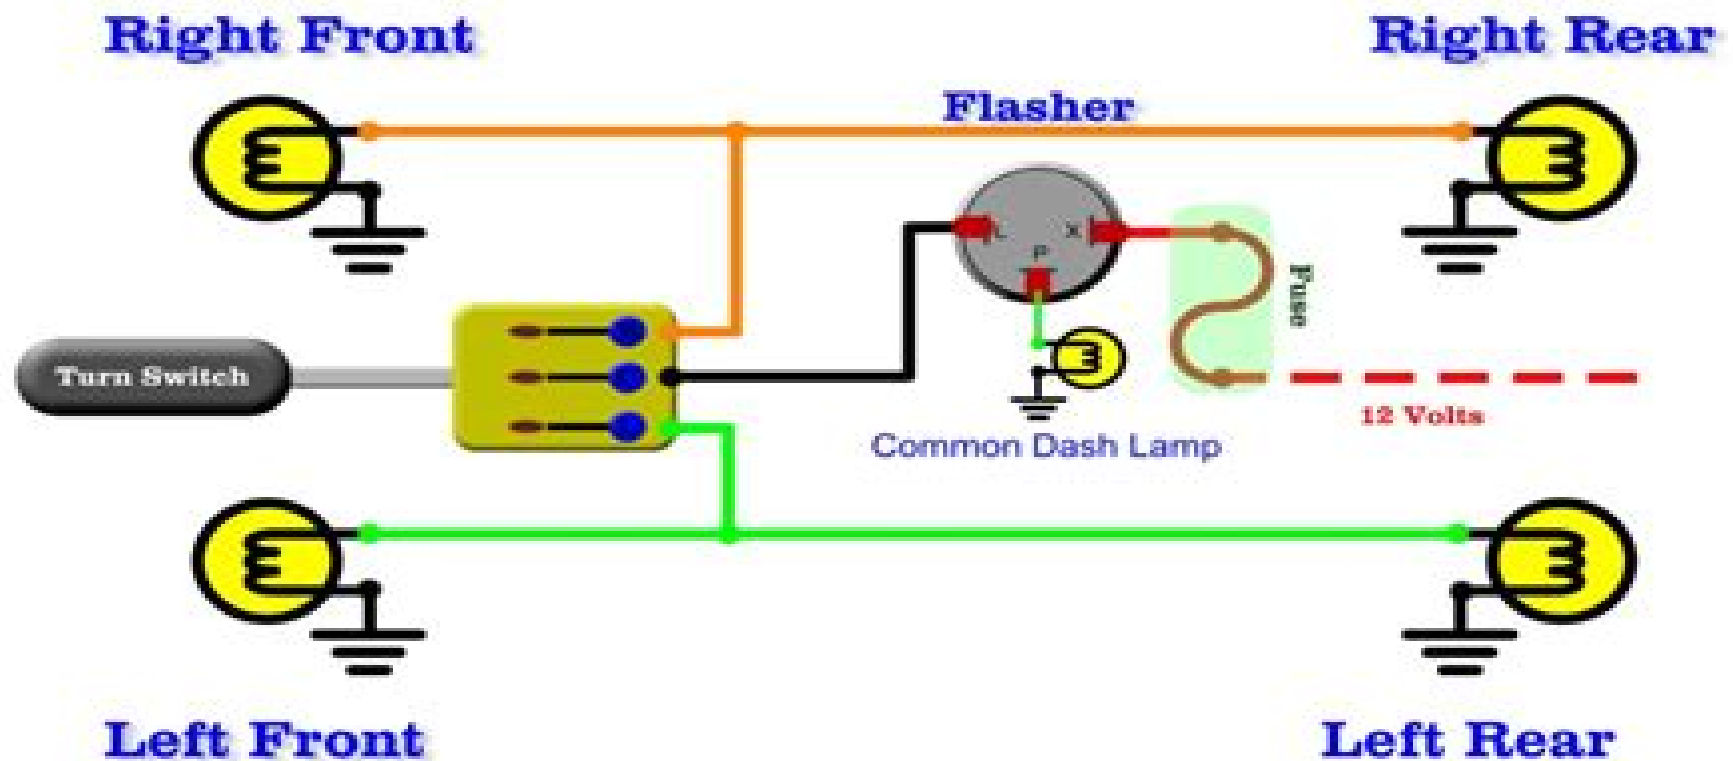 Right Front
Right Rear
Flasher
L
X
P
Fuse
Turn Switch
12 Volts
Common Dash Lamp
Left Front
Left Rear